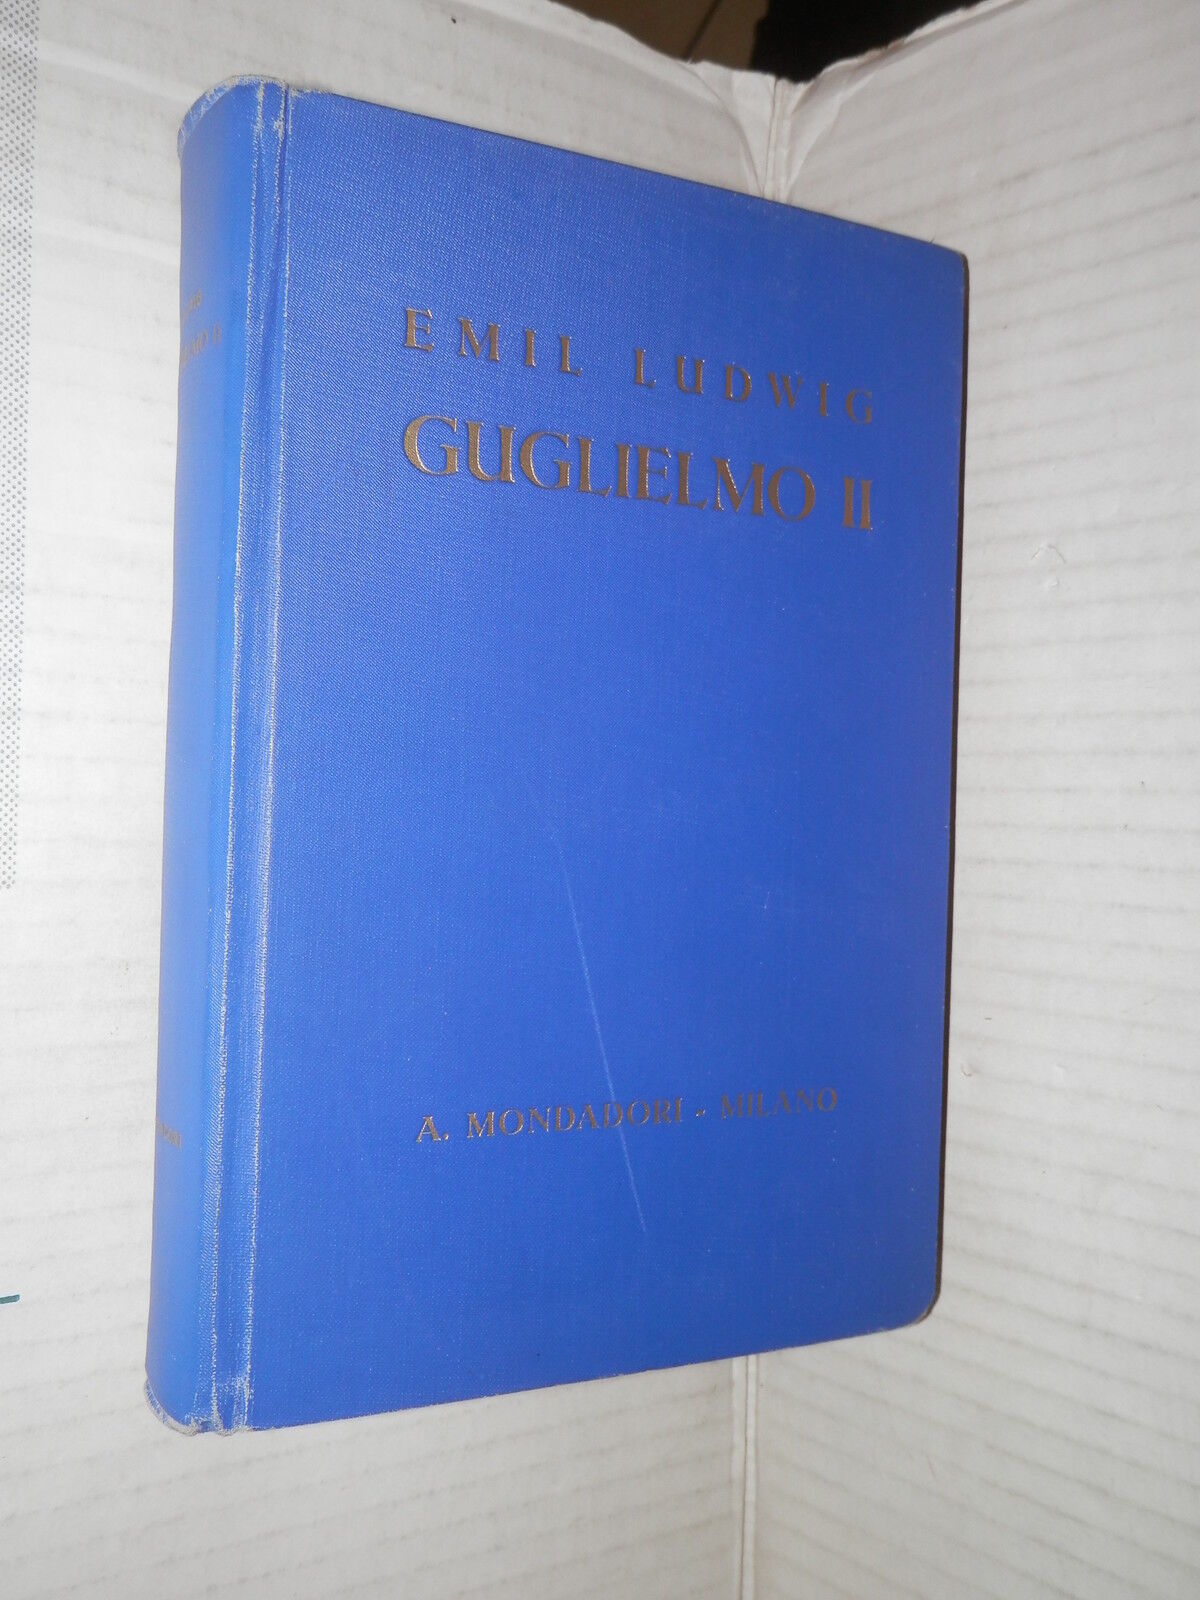 EMIL LUDWIG
GUGLIELMO II
A. MONDADORI - MILANO